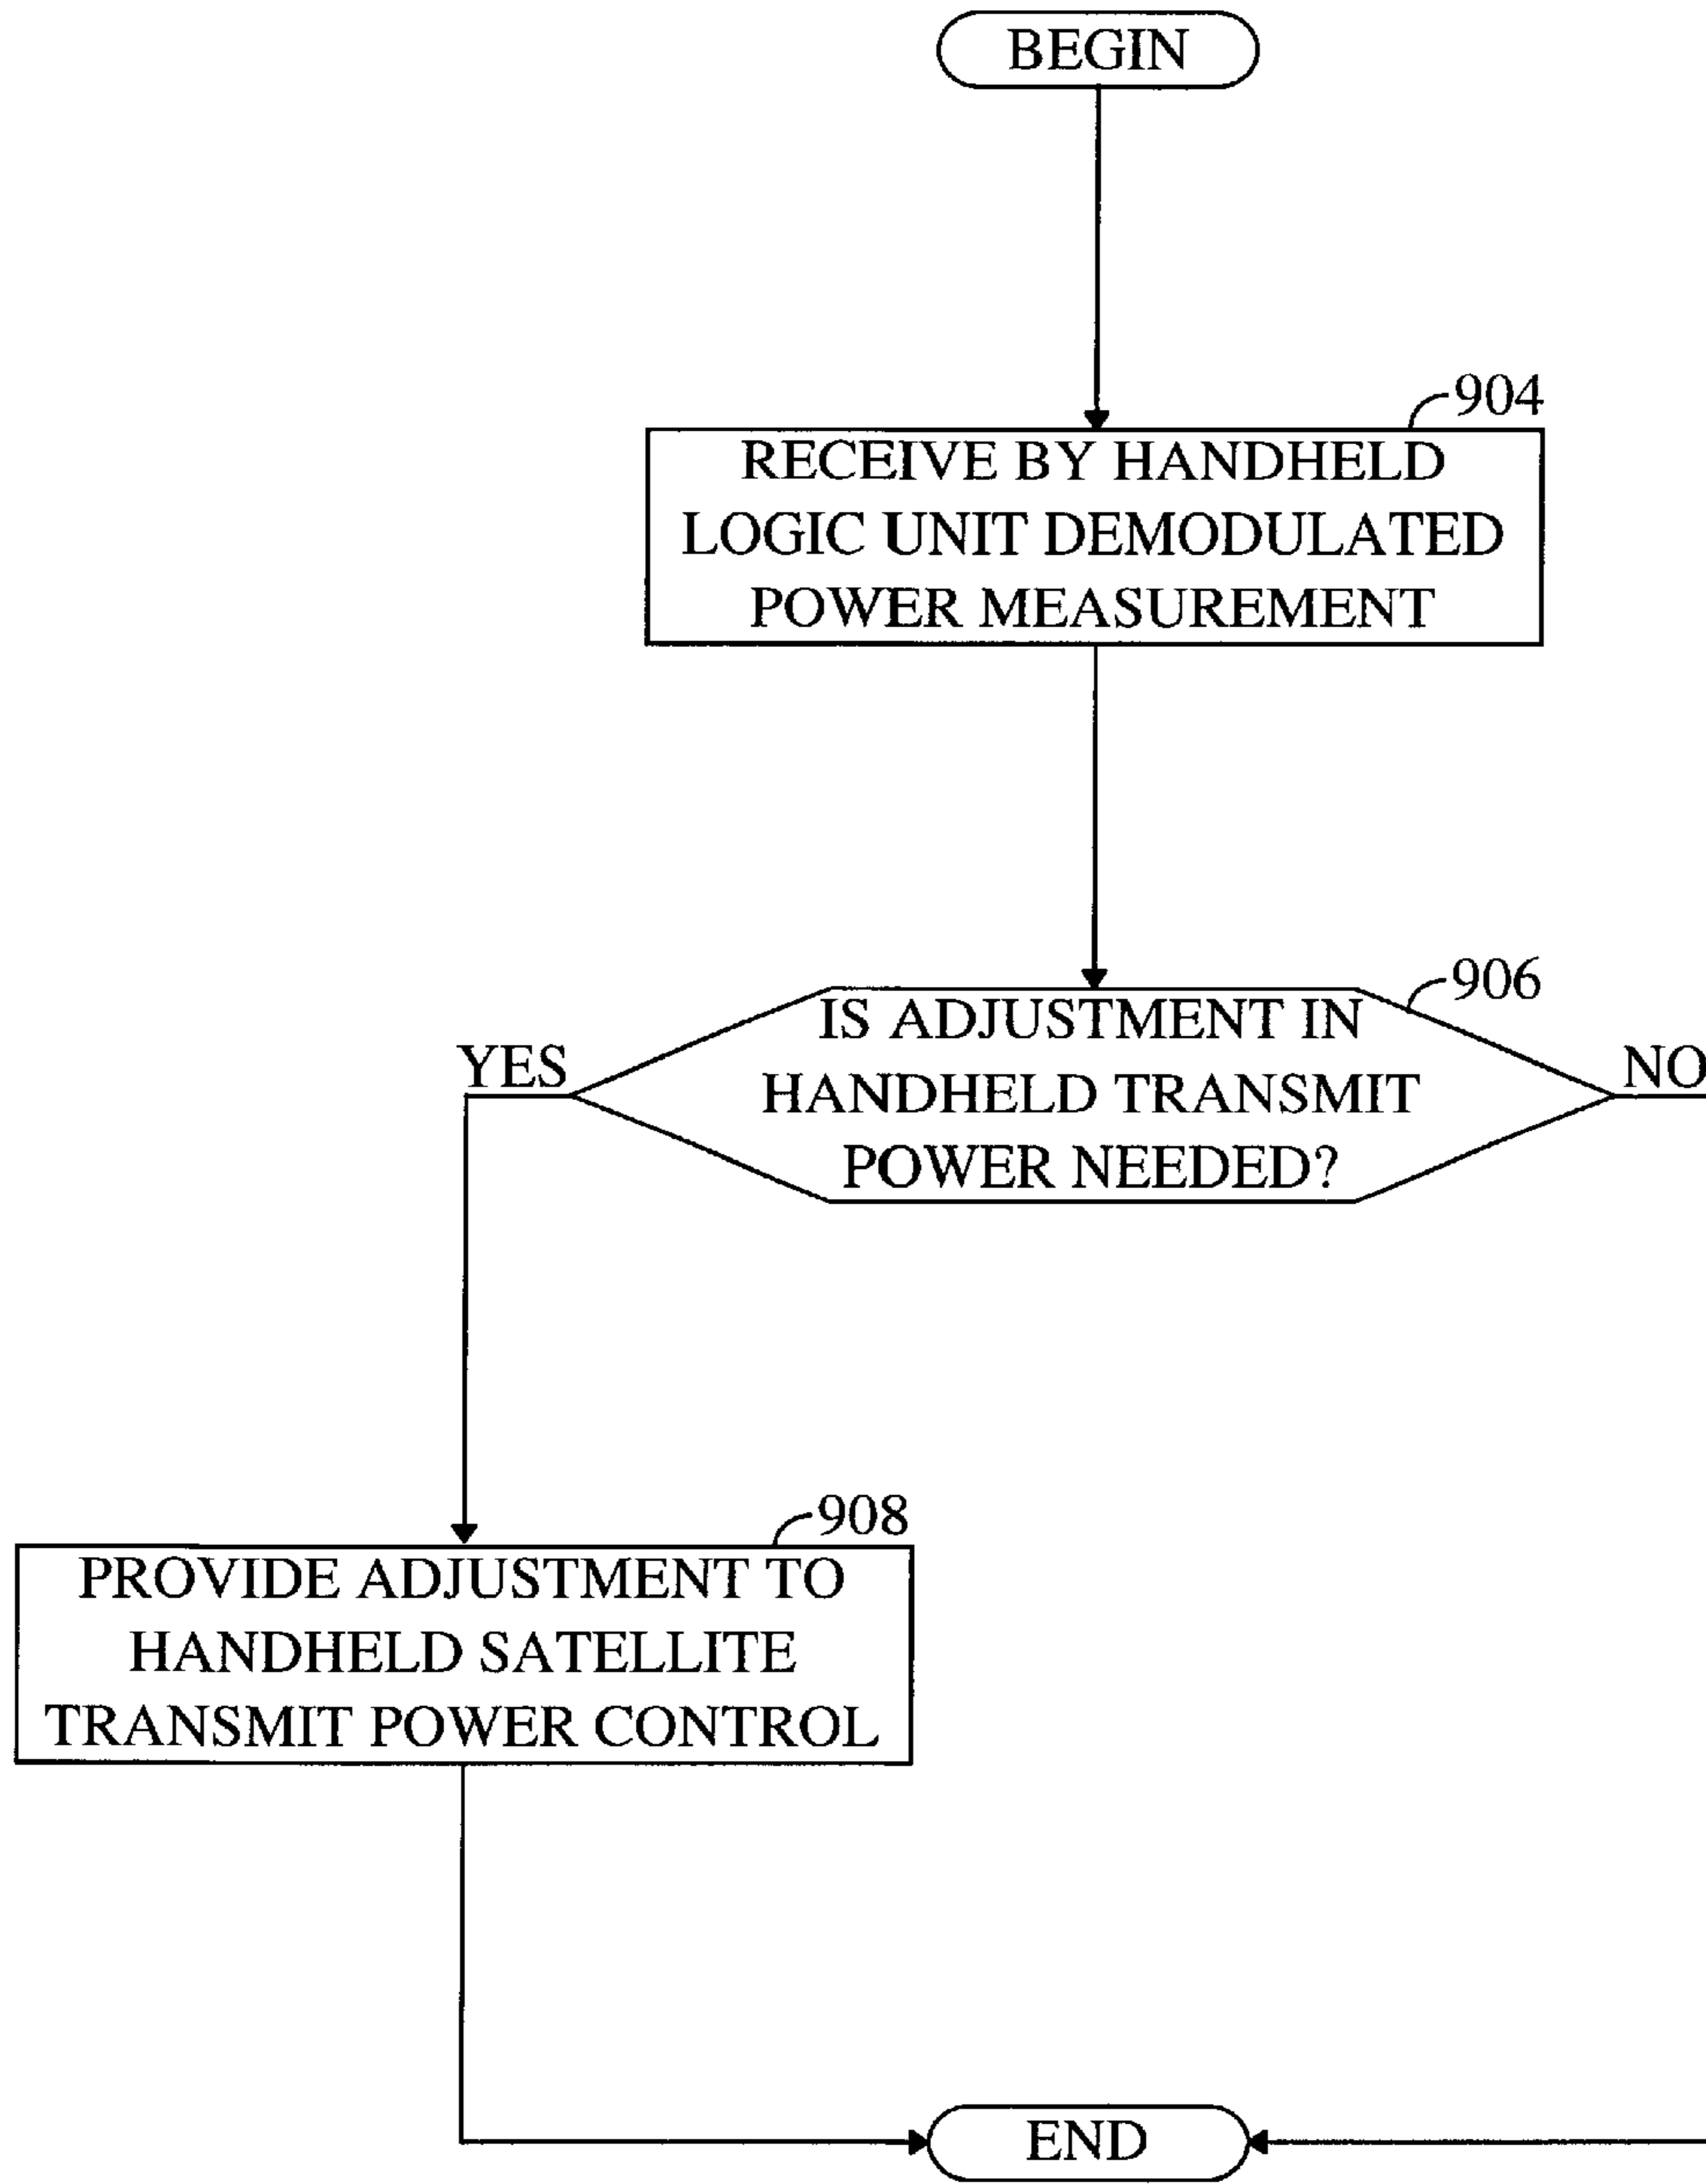 BEGIN
904
RECEIVE BY HANDHELD
LOGIC UNIT DEMODULATED
POWER MEASUREMENT
906
IS ADJUSTMENT IN
HANDHELD TRANSMIT
POWER NEEDED?
YES
NO
908
PROVIDE ADJUSTMENT TO
HANDHELD SATELLITE
TRANSMIT POWER CONTROL
END